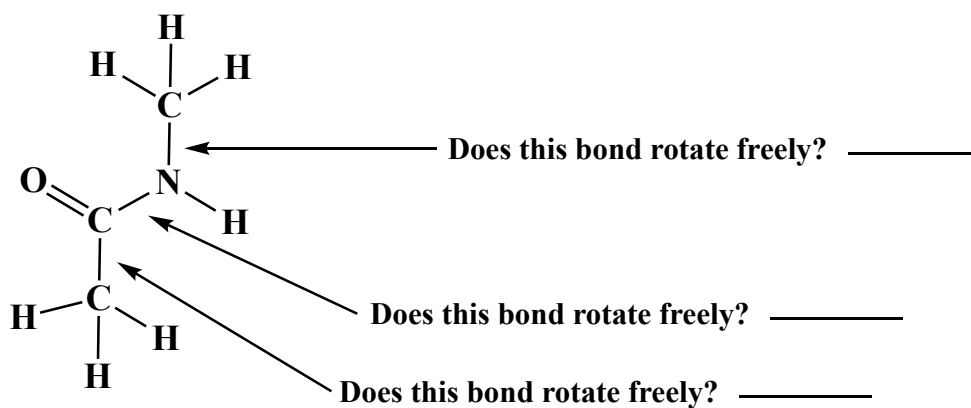 H
H H
C
Does this bond rotate freely?
O N
C H
C
Does this bond rotate freely?
H H
H
Does this bond rotate freely?